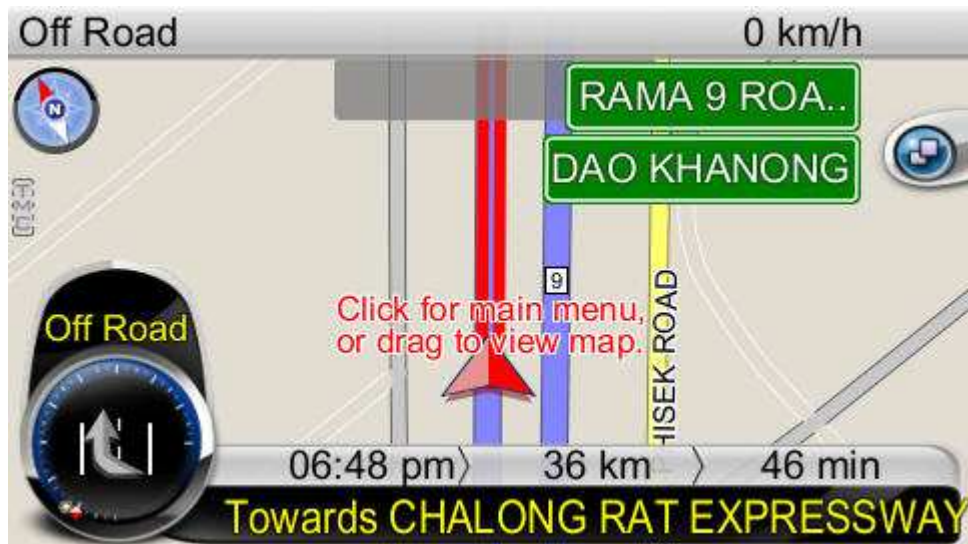 Off Road 0 km/h
N
RAMA 9 ROA..
DAO KHANONG
9
HISEK-ROAD
Click for main menu,
or drag to view map.
Off Road
06:48 pm 36 km 46 min
Towards CHALONG RAT EXPRESSWAY